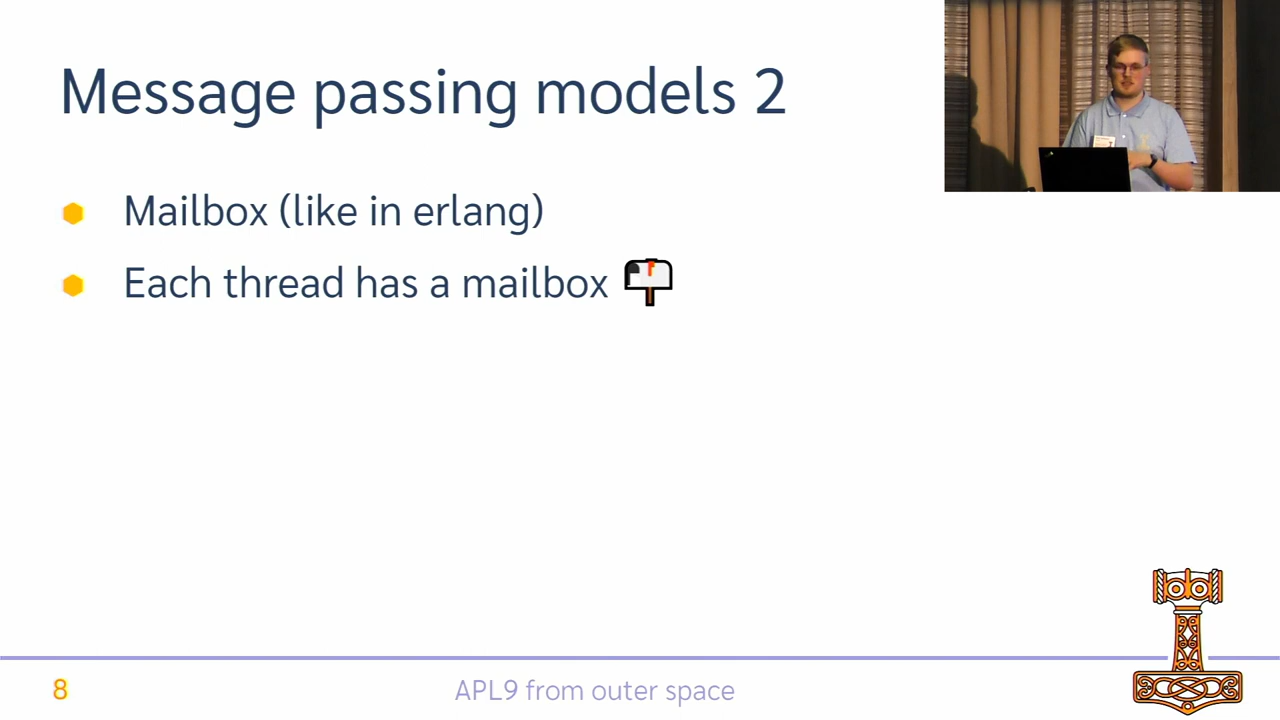 Message passing models 2
Mailbox (like in erlang)
Each thread has a mailbox
8
APL9 from outer space